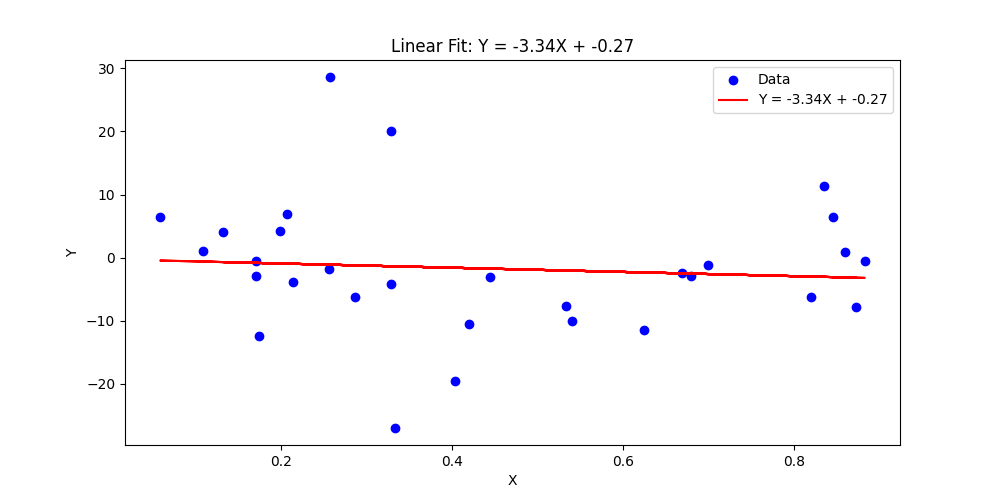 Linear Fit: Y = -3.34X + -0.27
Data
Y = -3.34X + -0.27
30
20
10
0
−10
−20
Y
0.2 0.4 0.6 0.8
X